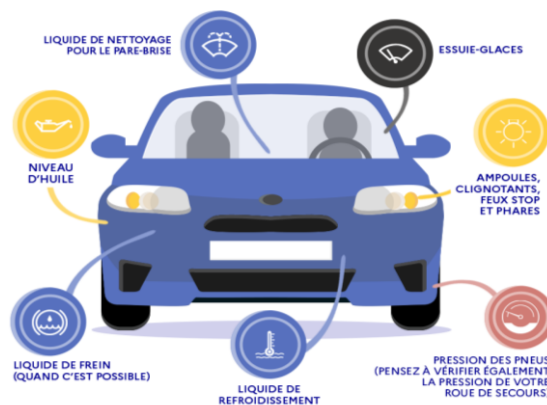 LIQUIDE DE NETTOYAGE
POUR LE PARE-BRISE
ESSUIE-GLACES
NIVEAU
D'HUILE
AMPOULES,
CLIGNOTANTS,
FEUX STOP
ET PHARES
LIQUIDE DE FREIN
(QUAND C'EST POSSIBLE)
LIQUIDE DE
REFROIDISSEMENT
PRESSION DES PNEUS
(PENSEZ À VÉRIFIER ÉGALEMENT
LA PRESSION DE VOTRE
ROUE DE SECOURS)